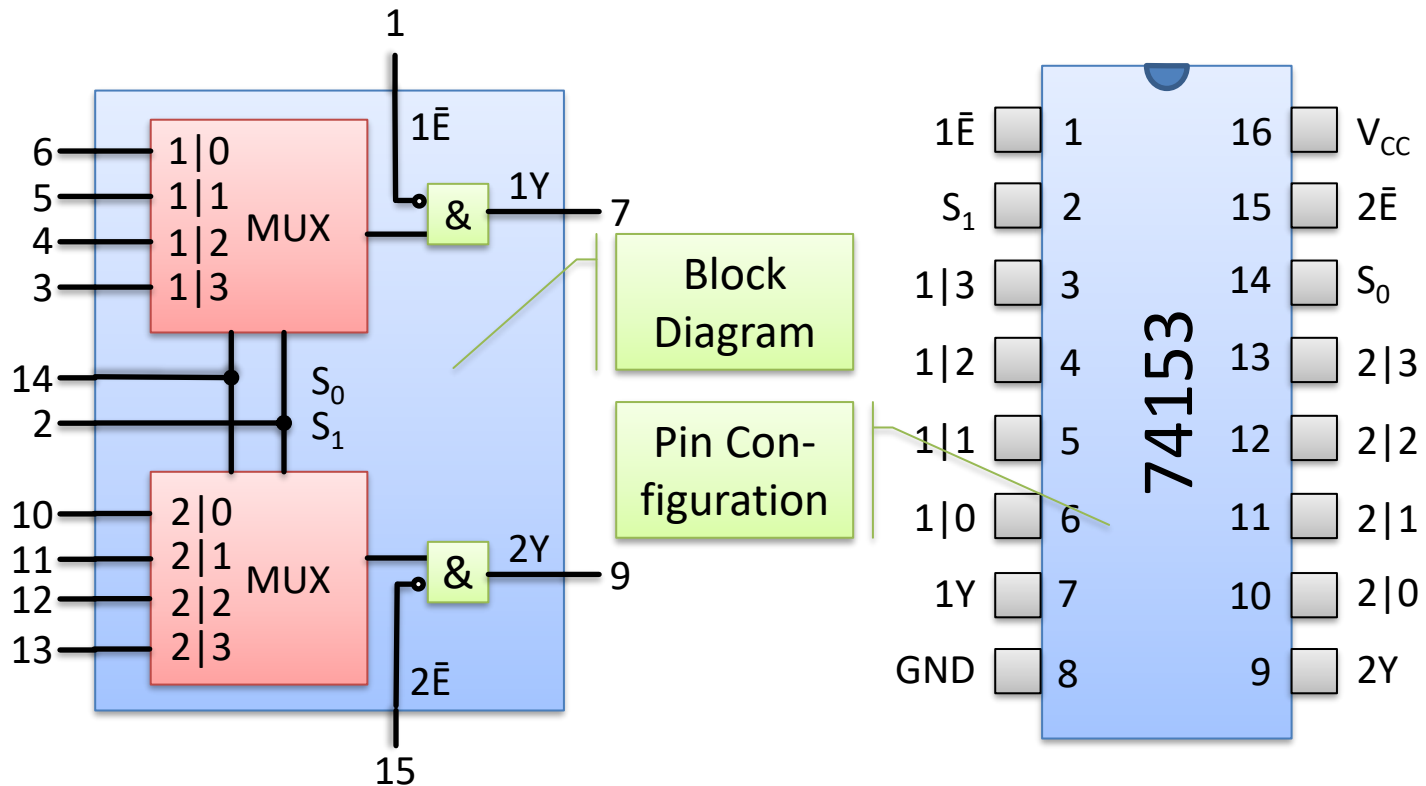 1
1Ē
6
1|0
5
1|1
4
1|2
3
1|3
MUX
&
1Y
7
14
S₀
2
S₁
10
2|0
11
2|1
12
2|2
13
2|3
MUX
&
2Y
9
2Ē
15
Block
Diagram
Pin Con-
figuration
1Ē 1 16 V_CC
S₁ 2 15 2Ē
1|3 3 14 S₀
1|2 4 13 2|3
1|1 5 12 2|2
1|0 6 11 2|1
1Y 7 10 2|0
GND 8 9 2Y
74153